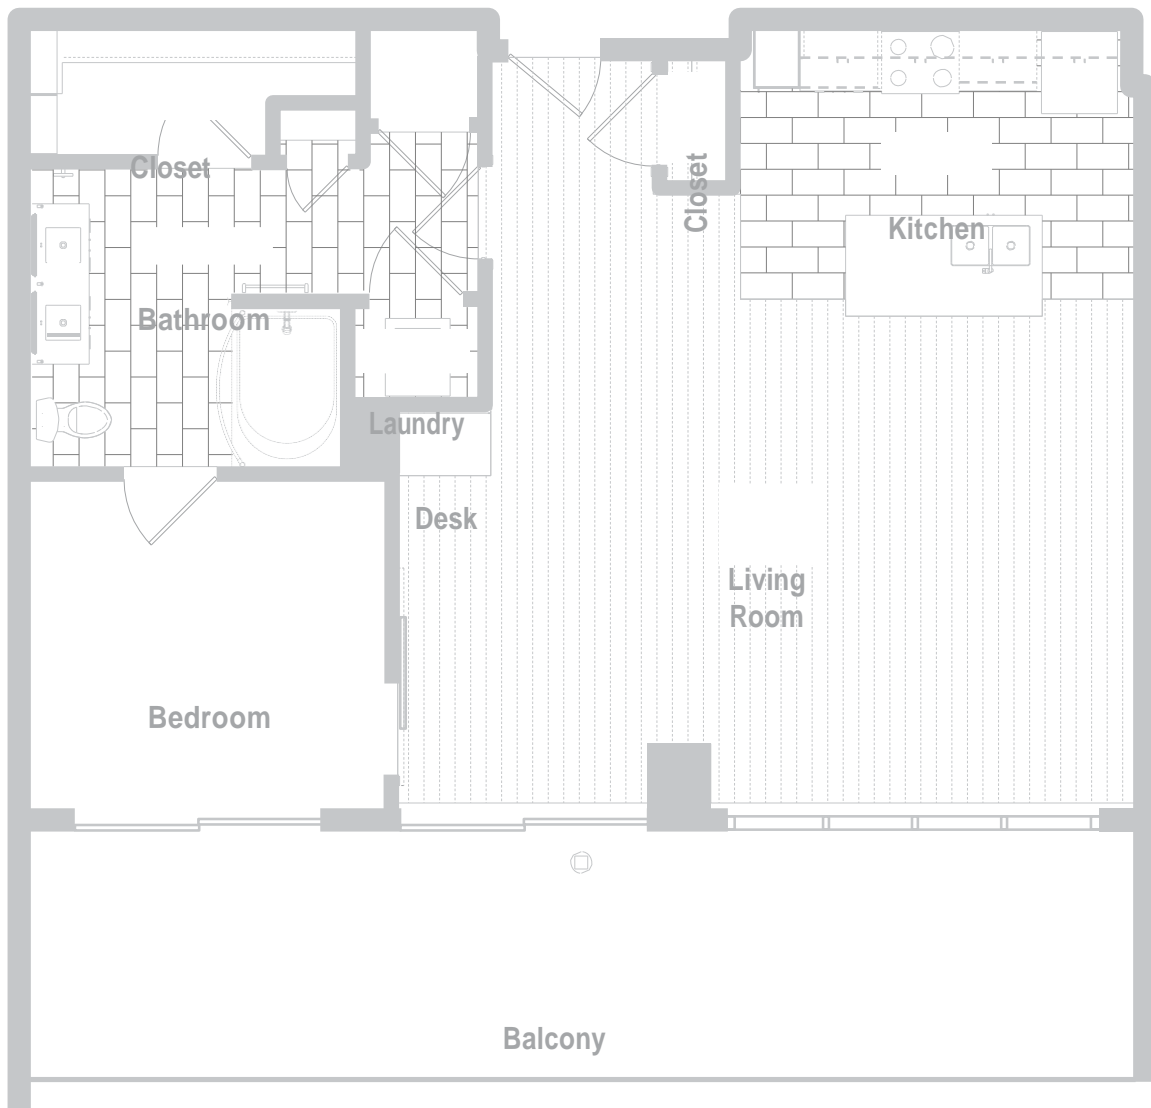 Closet
Closet
Kitchen
Bathroom
Laundry
Desk
Living
Room
Bedroom
Balcony